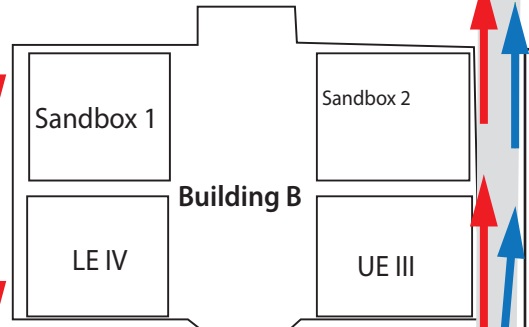 Sandbox 1
Sandbox 2
Building B
LE IV
UE III